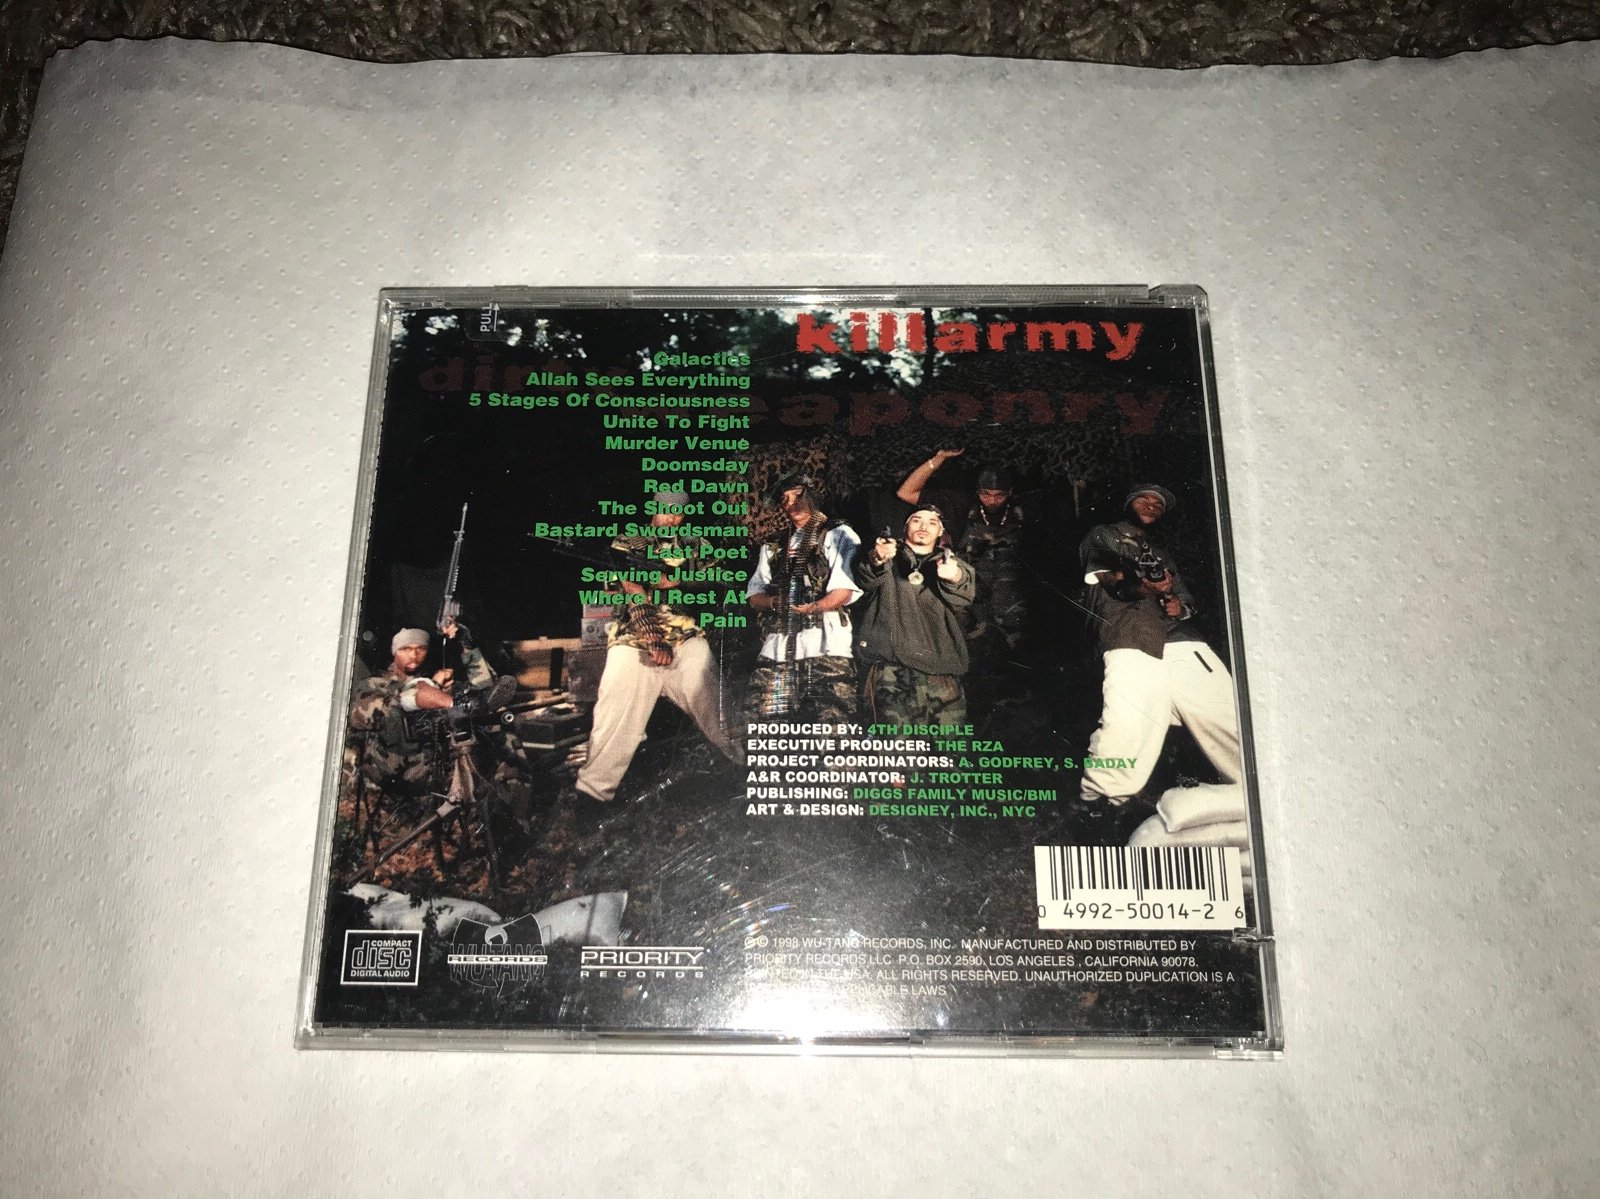 PULL
killarmy
dirty weaponry
Galactics
Allah Sees Everything
5 Stages Of Consciousness
Unite To Fight
Murder Venue
Doomsday
Red Dawn
The Shoot Out
Bastard Swordsman
Last Poet
Serving Justice
Where I Rest At
Pain
PRODUCED BY: 4TH DISCIPLE
EXECUTIVE PRODUCER: THE RZA
PROJECT COORDINATORS: A. GODFREY, S. BADAY
A&R COORDINATOR: J. TROTTER
PUBLISHING: DIGGS FAMILY MUSIC/BMI
ART & DESIGN: DESIGNEY, INC., NYC
0 4992-50014-2 6
COMPACT
disc
DIGITAL AUDIO
WU-TANG
RECORDS
PRIORITY
RECORDS
℗© 1998 WU-TANG RECORDS, INC. MANUFACTURED AND DISTRIBUTED BY
PRIORITY RECORDS LLC P.O. BOX 2590, LOS ANGELES, CALIFORNIA 90078.
PRINTED IN THE USA. ALL RIGHTS RESERVED. UNAUTHORIZED DUPLICATION IS A
APPLICABLE LAWS